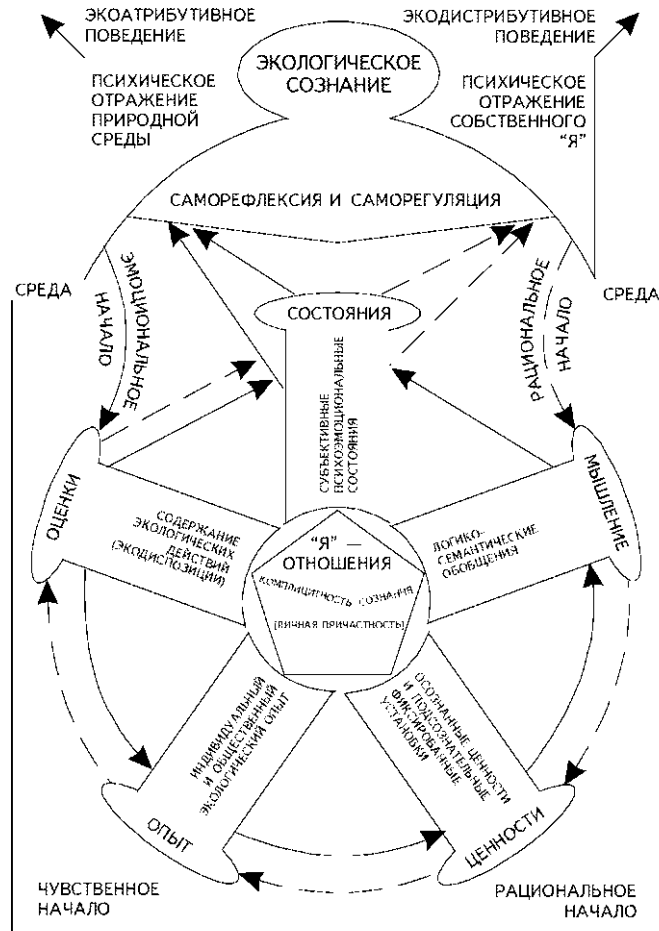 ЭКОАТРИБУТИВНОЕ
ПОВЕДЕНИЕ
ЭКОДИСТРИБУТИВНОЕ
ПОВЕДЕНИЕ
ЭКОЛОГИЧЕСКОЕ
СОЗНАНИЕ
ПСИХИЧЕСКОЕ
ОТРАЖЕНИЕ
ПРИРОДНОЙ
СРЕДЫ
ПСИХИЧЕСКОЕ
ОТРАЖЕНИЕ
СОБСТВЕННОГО
"Я"
САМОРЕФЛЕКСИЯ И САМОРЕГУЛЯЦИЯ
СРЕДА
ЭМОЦИОНАЛЬНОЕ
НАЧАЛО
СОСТОЯНИЯ
РАЦИОНАЛЬНОЕ
НАЧАЛО
СРЕДА
СУБЪЕКТИВНЫЕ
ПСИХОЭМОЦИОНАЛЬНЫЕ
СОСТОЯНИЯ
ОЦЕНКИ
СОДЕРЖАНИЕ
ЭКОЛОГИЧЕСКИХ
ДЕЙСТВИЙ
(ЭКОДИСПОЗИЦИИ)
"Я" —
ОТНОШЕНИЯ
КОМПЛИЦИТНОСТЬ СОЗНАНИЯ
(ЛИЧНАЯ ПРИЧАСТНОСТЬ)
ЛОГИКО-
СЕМАНТИЧЕСКИЕ
ОБОБЩЕНИЯ
МЫШЛЕНИЕ
ИНДИВИДУАЛЬНЫЙ
И ОБЩЕСТВЕННЫЙ
ЭКОЛОГИЧЕСКИЙ ОПЫТ
ОПЫТ
ОСОЗНАННЫЕ ЦЕННОСТИ
И ПОДСОЗНАТЕЛЬНЫЕ
ФИКСИРОВАННЫЕ
УСТАНОВКИ
ЦЕННОСТИ
ЧУВСТВЕННОЕ
НАЧАЛО
РАЦИОНАЛЬНОЕ
НАЧАЛО